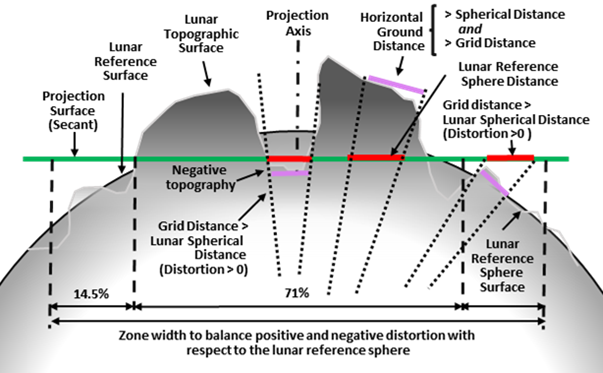 Projection
Axis
Horizontal
Ground
Distance
> Spherical Distance
and
> Grid Distance
Lunar
Topographic
Surface
Lunar
Reference
Surface
Projection
Surface
(Secant)
Lunar Reference
Sphere Distance
Grid distance>
Lunar Spherical Distance
(Distortion >0 )
Negative
topography
Grid Distance >
Lunar Spherical
Distance
(Distortion > 0)
Lunar
Reference
Sphere
Surface
14.5%
71%
Zone width to balance positive and negative distortion with
respect to the lunar reference sphere